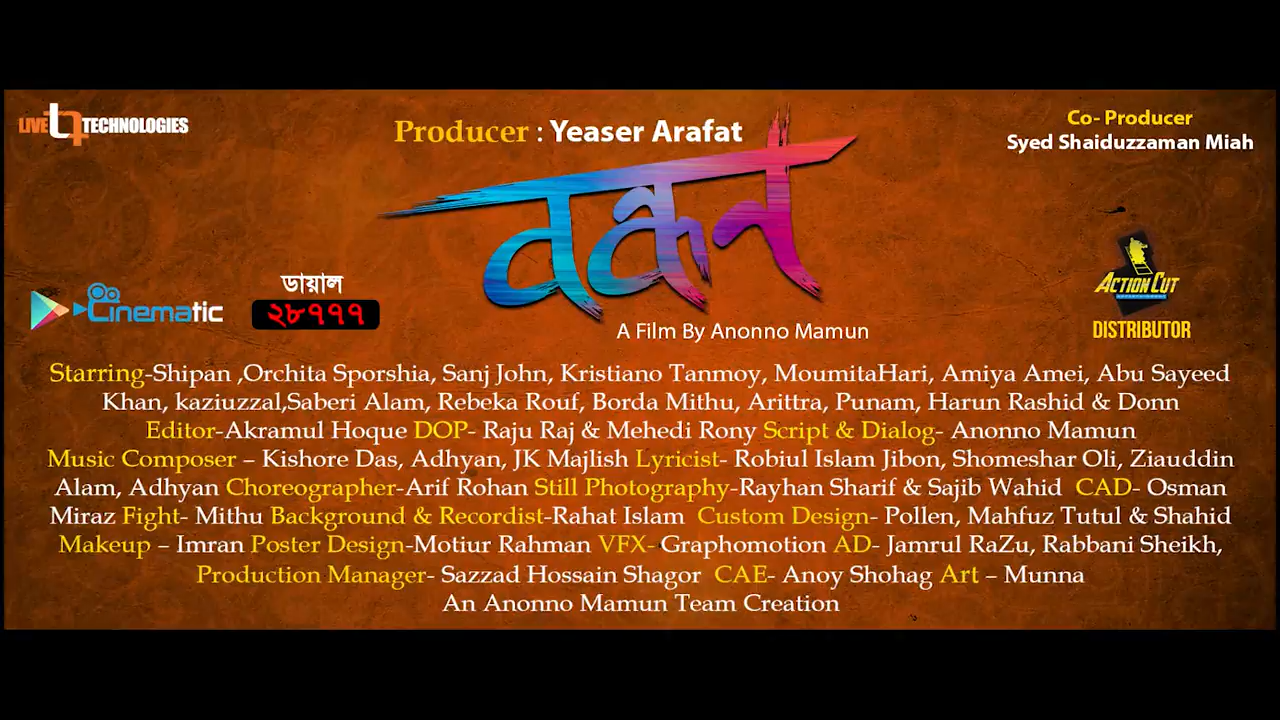 LIVE TECHNOLOGIES
Producer : Yeaser Arafat
Co- Producer
Syed Shaiduzzaman Miah
বন্ধন
ডায়াল
২৮৭৭৭
Cinematic
ACTION CUT
ENTERTAINMENT
DISTRIBUTOR
A Film By Anonno Mamun
Starring-Shipan ,Orchita Sporshia, Sanj John, Kristiano Tanmoy, MoumitaHari, Amiya Amei, Abu Sayeed
Khan, kaziuzzal,Saberi Alam, Rebeka Rouf, Borda Mithu, Arittra, Punam, Harun Rashid & Donn
Editor-Akramul Hoque DOP- Raju Raj & Mehedi Rony Script & Dialog- Anonno Mamun
Music Composer – Kishore Das, Adhyan, JK Majlish Lyricist- Robiul Islam Jibon, Shomeshar Oli, Ziauddin
Alam, Adhyan Choreographer-Arif Rohan Still Photography-Rayhan Sharif & Sajib Wahid CAD- Osman
Miraz Fight- Mithu Background & Recordist-Rahat Islam Custom Design- Pollen, Mahfuz Tutul & Shahid
Makeup – Imran Poster Design-Motiur Rahman VFX- Graphomotion AD- Jamrul RaZu, Rabbani Sheikh,
Production Manager- Sazzad Hossain Shagor CAE- Anoy Shohag Art – Munna
An Anonno Mamun Team Creation